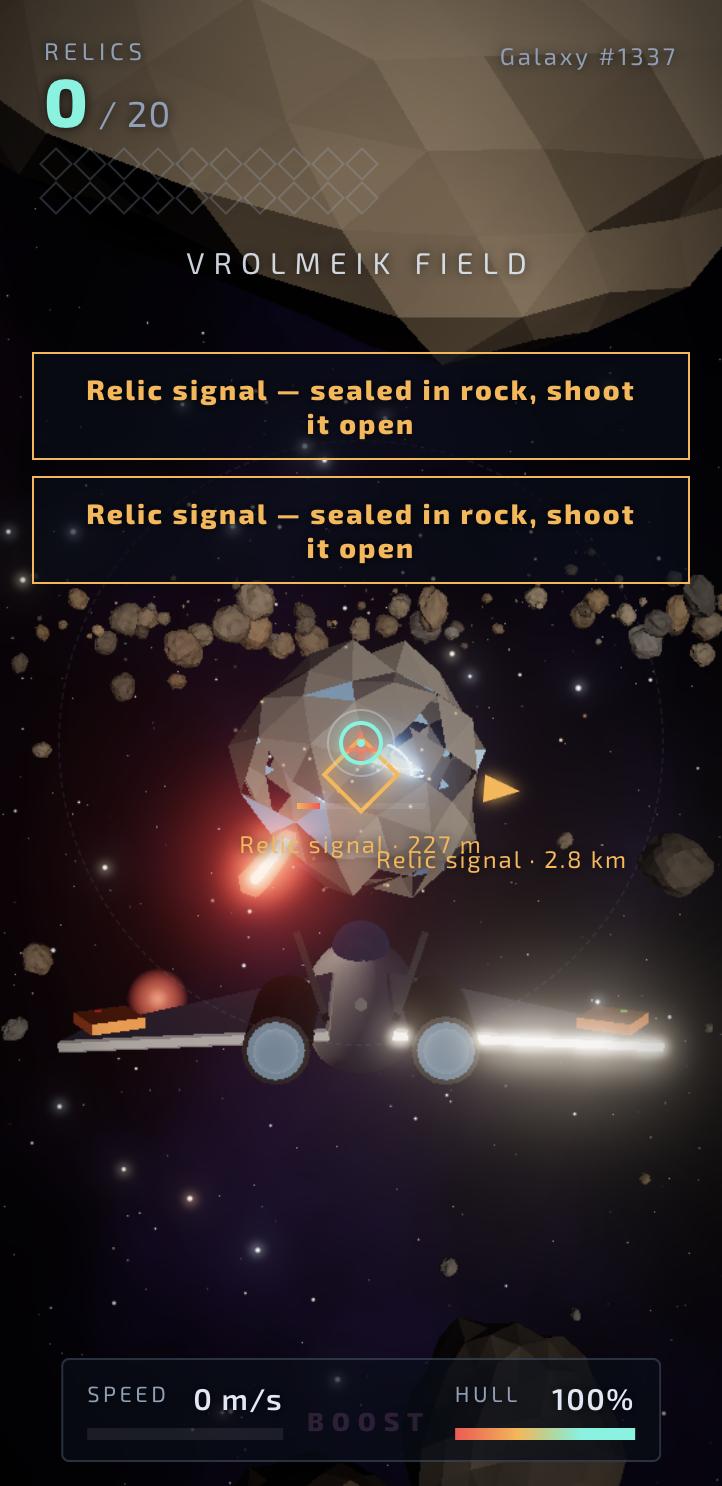 RELICS
Galaxy #1337
0 / 20
VROLMEIK FIELD
Relic signal — sealed in rock, shoot
it open
Relic signal — sealed in rock, shoot
it open
Relic signal · 227 m
Relic signal · 2.8 km
SPEED 0 m/s
BOOST
HULL 100%